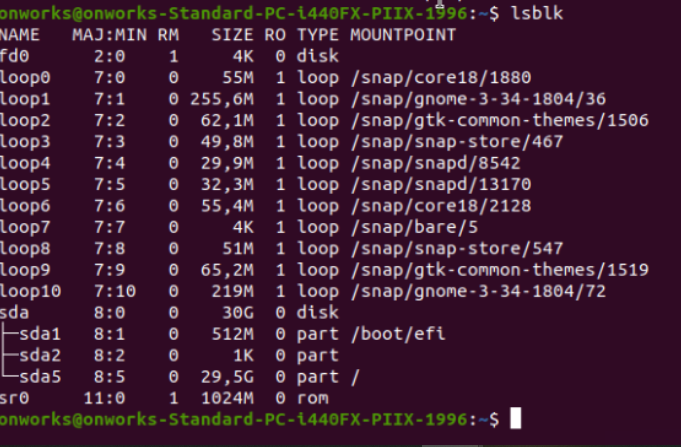 onworks@onworks-Standard-PC-i440FX-PIIX-1996:~$ lsblk
NAME   MAJ:MIN RM   SIZE RO TYPE MOUNTPOINT
fd0      2:0    1     4K  0 disk
loop0    7:0    0    55M  1 loop /snap/core18/1880
loop1    7:1    0 255,6M  1 loop /snap/gnome-3-34-1804/36
loop2    7:2    0  62,1M  1 loop /snap/gtk-common-themes/1506
loop3    7:3    0  49,8M  1 loop /snap/snap-store/467
loop4    7:4    0  29,9M  1 loop /snap/snapd/8542
loop5    7:5    0  32,3M  1 loop /snap/snapd/13170
loop6    7:6    0  55,4M  1 loop /snap/core18/2128
loop7    7:7    0     4K  1 loop /snap/bare/5
loop8    7:8    0    51M  1 loop /snap/snap-store/547
loop9    7:9    0  65,2M  1 loop /snap/gtk-common-themes/1519
loop10   7:10   0   219M  1 loop /snap/gnome-3-34-1804/72
sda      8:0    0    30G  0 disk
├─sda1   8:1    0   512M  0 part /boot/efi
├─sda2   8:2    0     1K  0 part
└─sda5   8:5    0  29,5G  0 part /
sr0     11:0    1  1024M  0 rom
onworks@onworks-Standard-PC-i440FX-PIIX-1996:~$